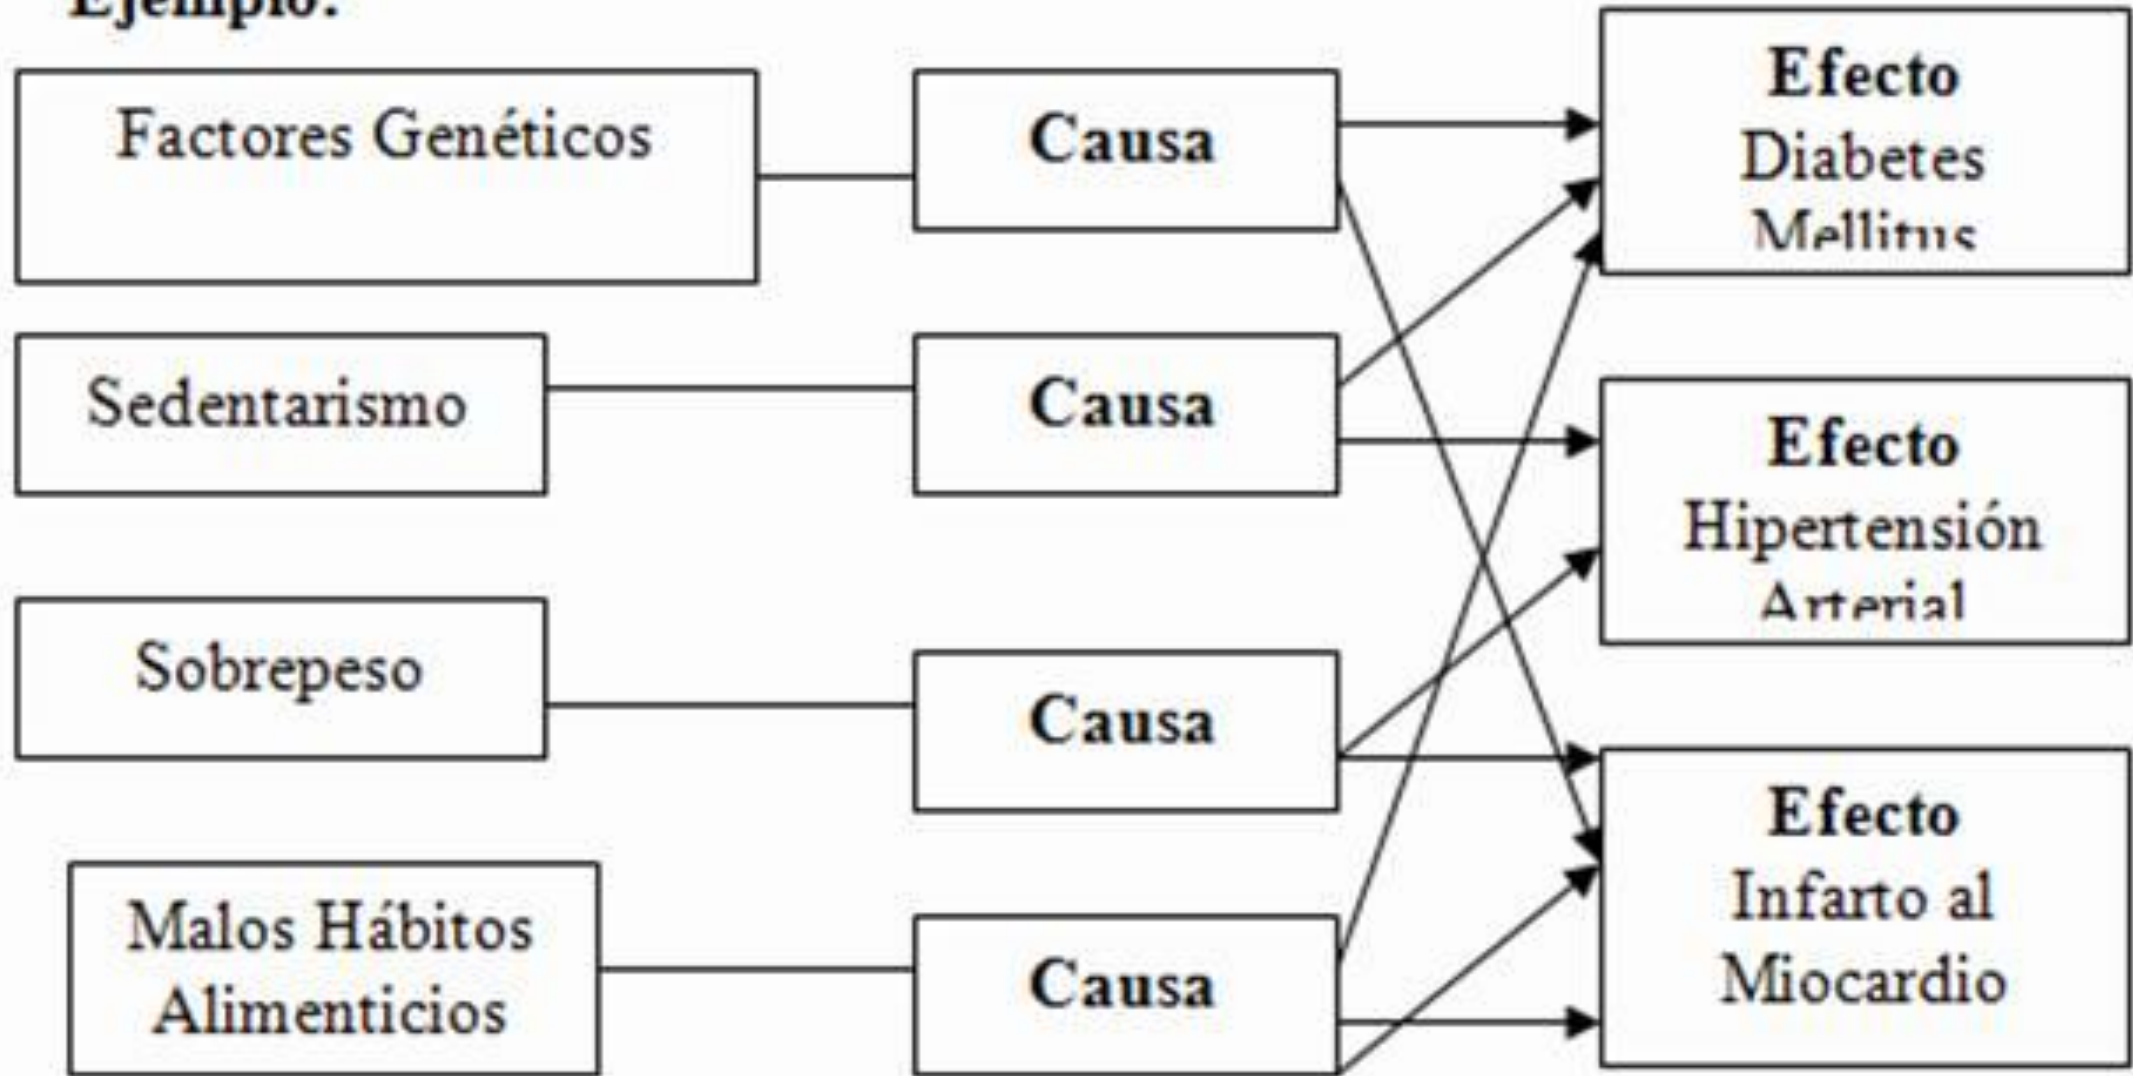 Ejemplo:
Factores Genéticos
Causa
Efecto
Diabetes
Mellitus
Sedentarismo
Causa
Efecto
Hipertensión
Arterial
Sobrepeso
Causa
Efecto
Infarto al
Miocardio
Malos Hábitos
Alimenticios
Causa